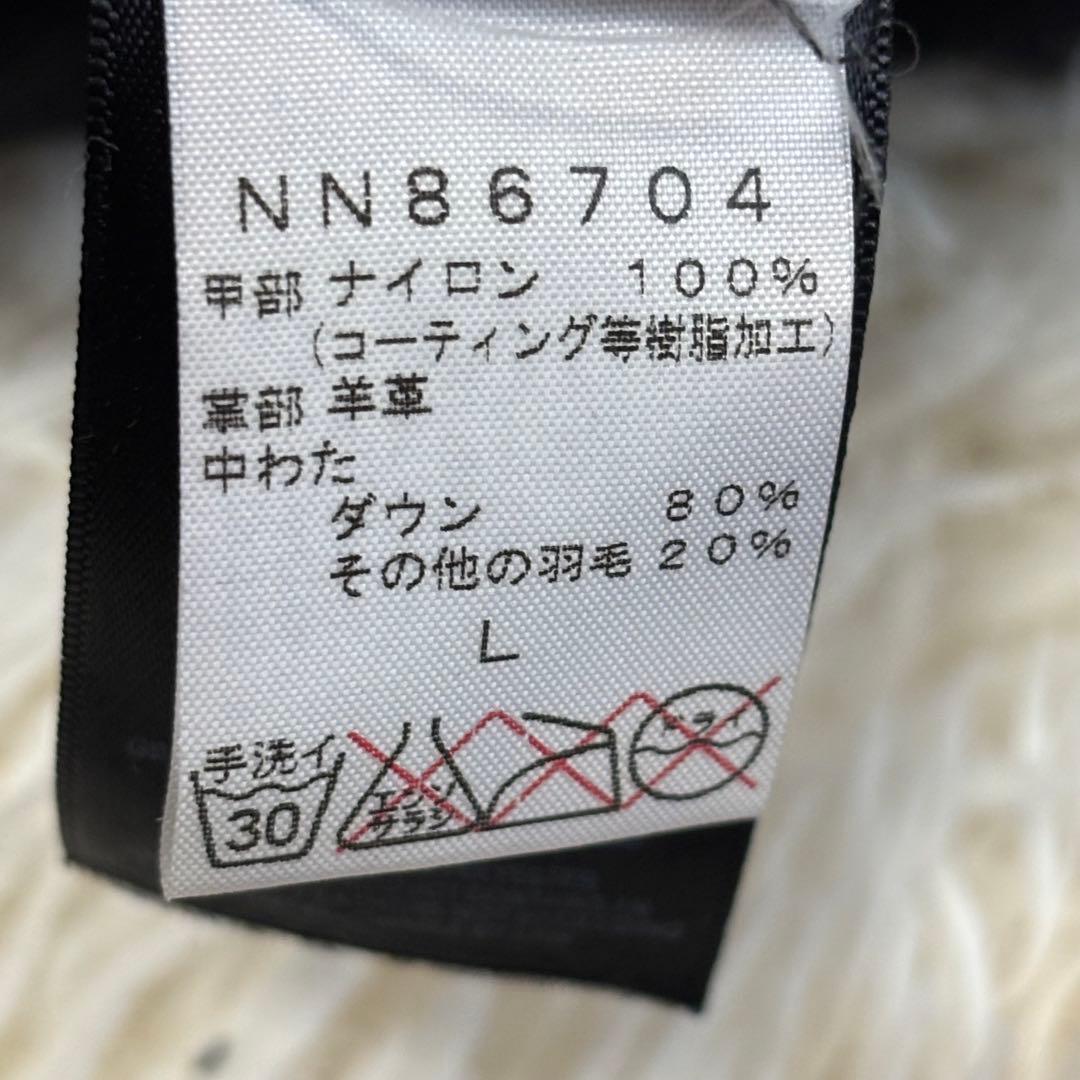 NN86704
甲部 ナイロン 100%
(コーティング等樹脂加工)
掌部 羊革
中わた
ダウン 80%
その他の羽毛 20%
L
手洗イ
30
エンソ
サラシ
ドライ